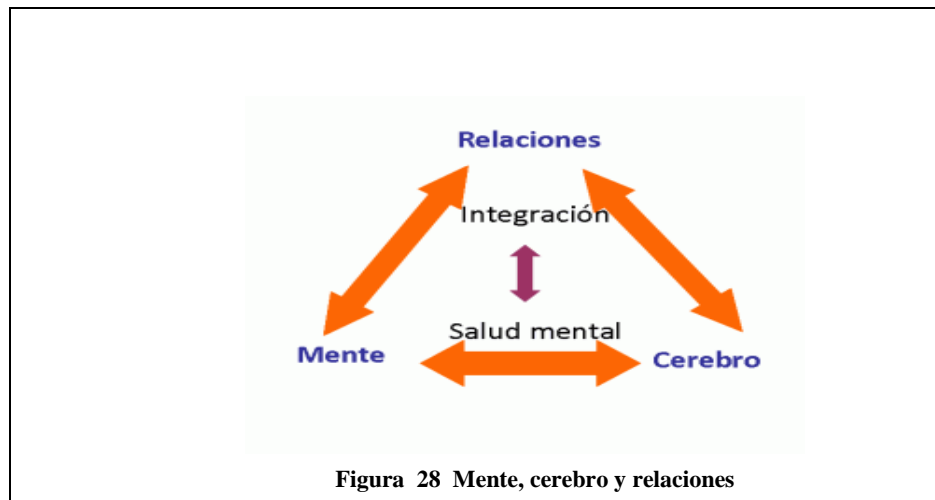 Relaciones
Integración
Salud mental
Mente
Cerebro
Figura 28 Mente, cerebro y relaciones